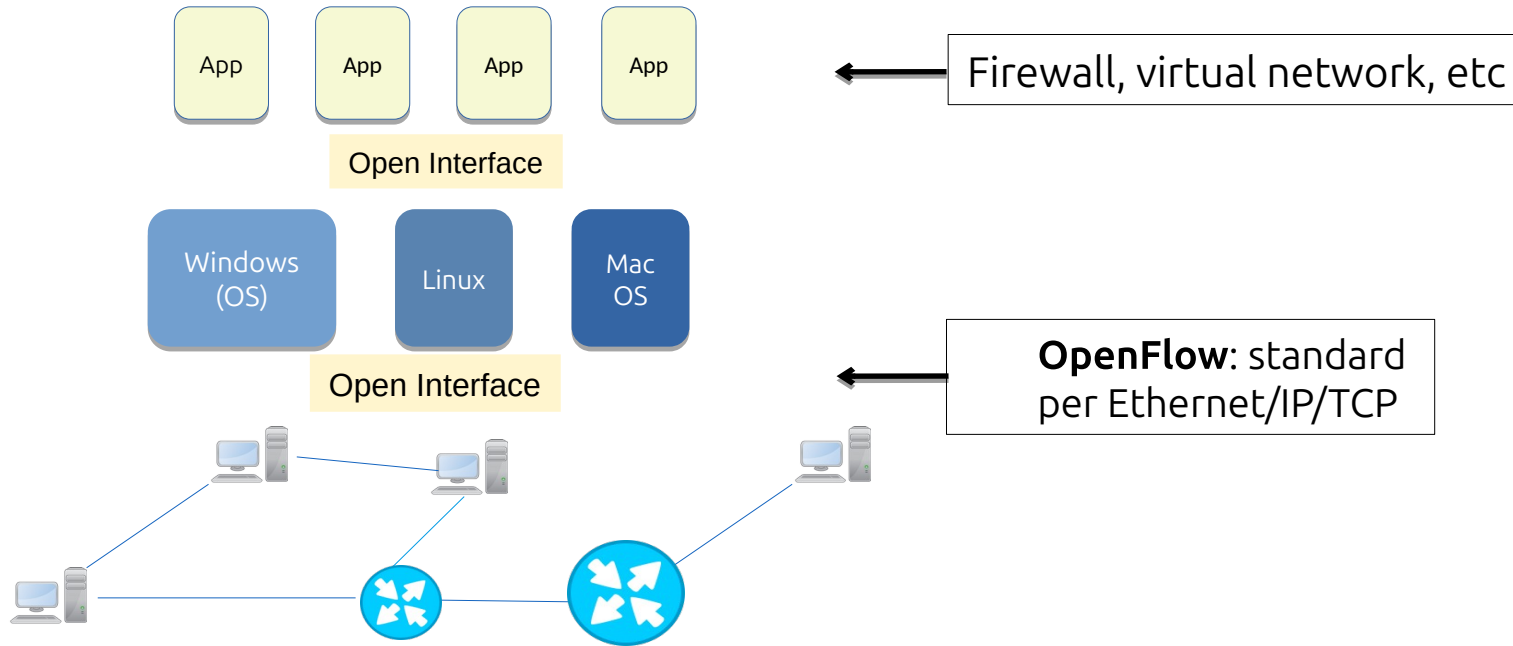 App
App
App
App
Firewall, virtual network, etc
Open Interface
Windows
(OS)
Linux
Mac
OS
OpenFlow: standard
per Ethernet/IP/TCP
Open Interface